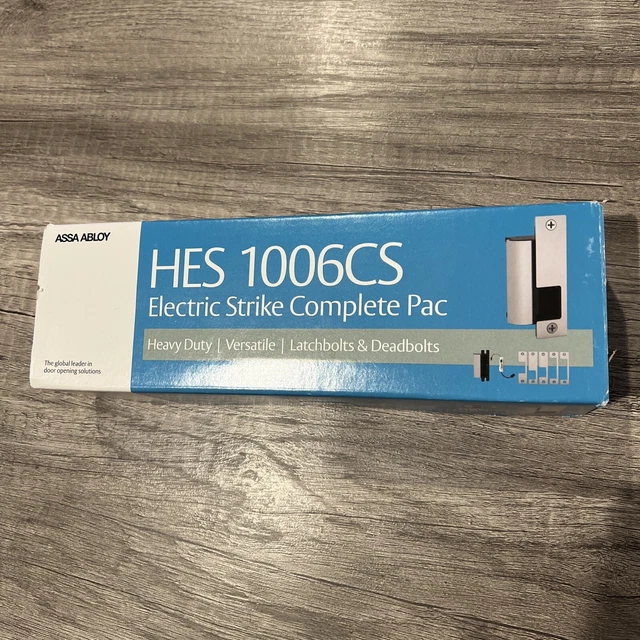 ASSA ABLOY
HES 1006CS
Electric Strike Complete Pac
Heavy Duty | Versatile | Latchbolts & Deadbolts
The global leader in
door opening solutions